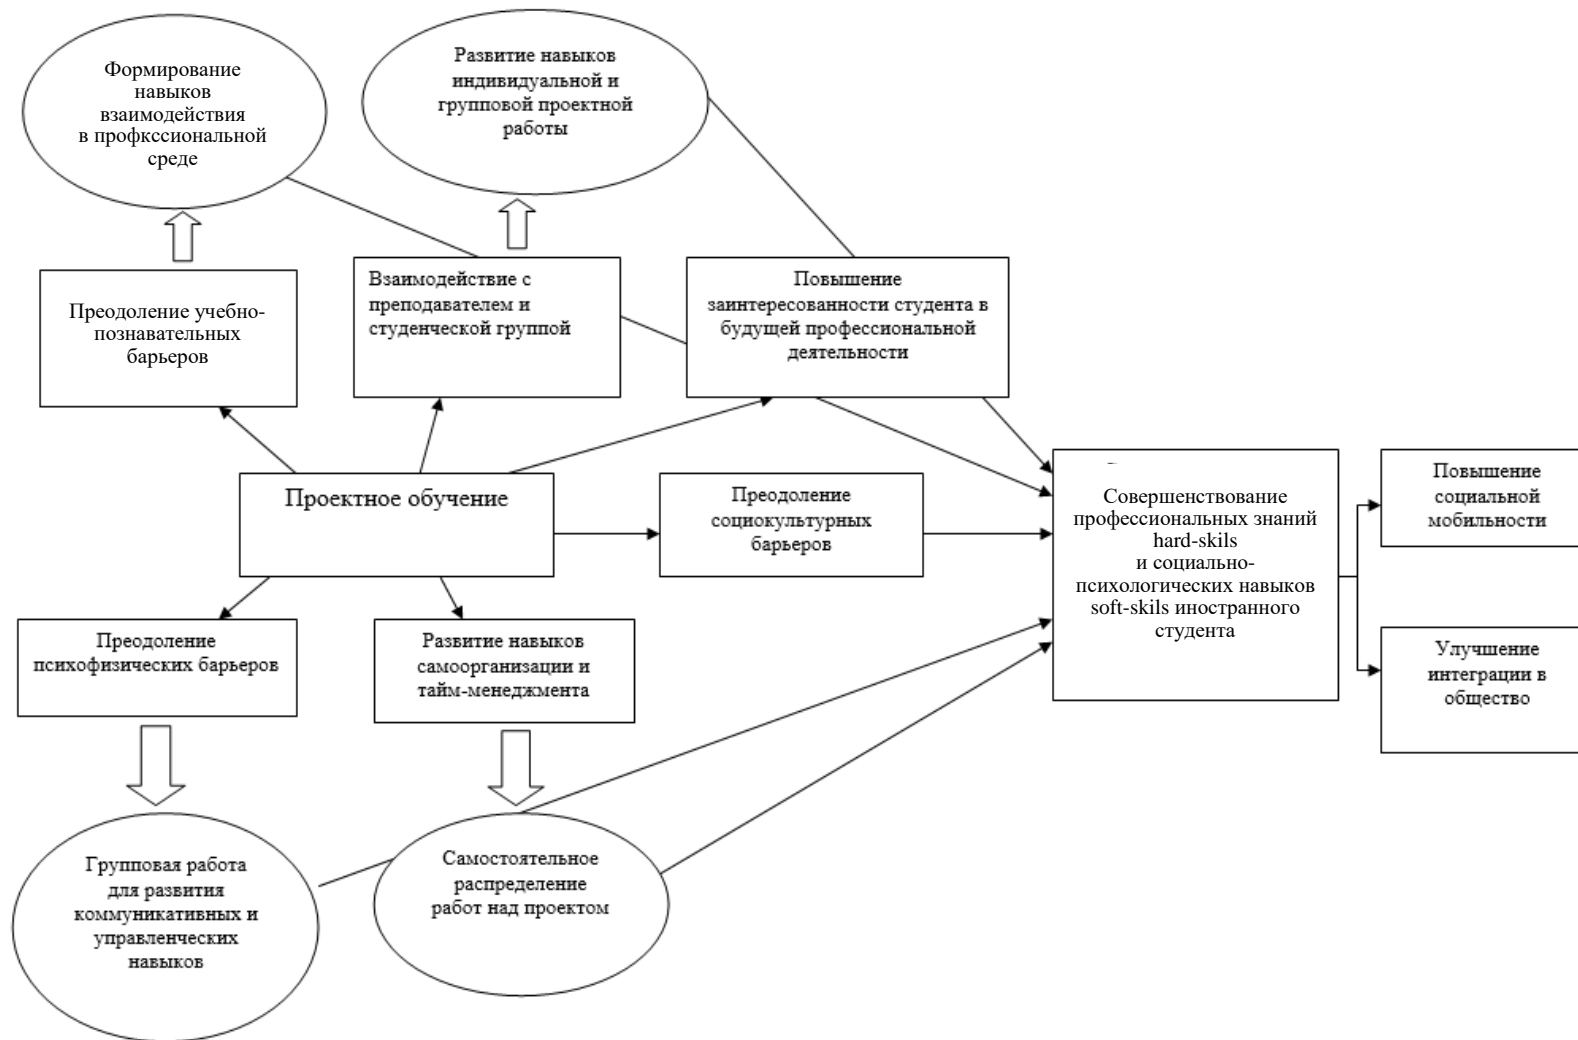 Формирование
навыков
взаимодействия
в профкссиональной
среде
Развитие навыков
индивидуальной и
групповой проектной
работы
Преодоление учебно-
познавательных
барьеров
Взаимодействие с
преподавателем и
студенческой группой
Повышение
заинтересованности студента в
будущей профессиональной
деятельности
Проектное обучение
Преодоление
социокультурных
барьеров
Совершенствование
профессиональных знаний
hard-skils
и социально-
психологических навыков
soft-skils иностранного
студента
Повышение
социальной
мобильности
Улучшение
интеграции в
общество
Преодоление
психофизических барьеров
Развитие навыков
самоорганизации и
тайм-менеджмента
Групповая работа
для развития
коммуникативных и
управленческих
навыков
Самостоятельное
распределение
работ над проектом